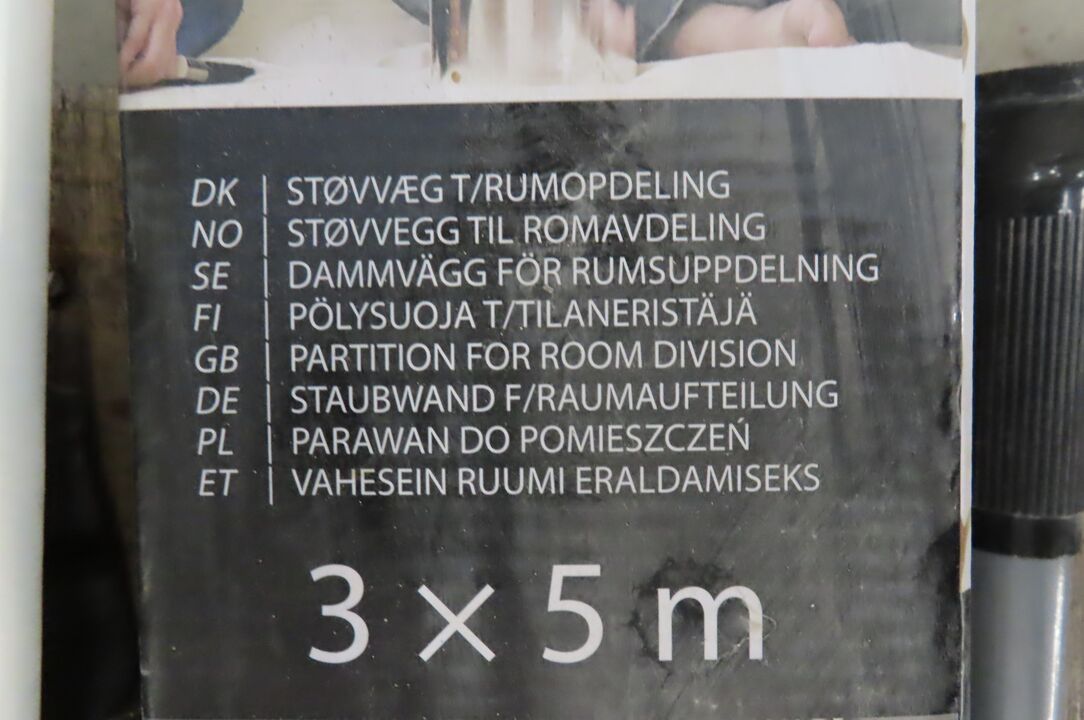 DK | STØVVÆG T/RUMOPDELING
NO | STØVVEGG TIL ROMAVDELING
SE | DAMMVÄGG FÖR RUMSUPPDELNING
FI | PÖLYSUOJA T/TILANERISTÄJÄ
GB | PARTITION FOR ROOM DIVISION
DE | STAUBWAND F/RAUMAUFTEILUNG
PL | PARAWAN DO POMIESZCZEŃ
ET | VAHESEIN RUUMI ERALDAMISEKS
3 × 5 m